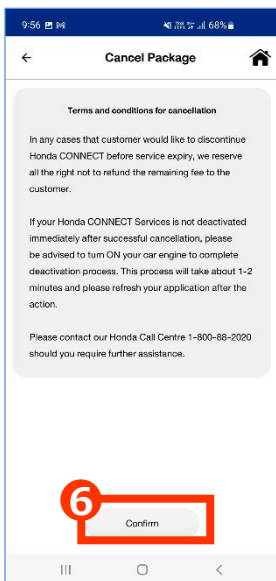 9:56 68%
Cancel Package
Terms and conditions for cancellation
In any cases that customer would like to discontinue
Honda CONNECT before service expiry, we reserve
all the right not to refund the remaining fee to the
customer.
If your Honda CONNECT Services is not deactivated
immediately after successful cancellation, please
be advised to turn ON your car engine to complete
deactivation process. This process will take about 1-2
minutes and please refresh your application after the
action.
Please contact our Honda Call Centre 1-800-88-2020
should you require further assistance.
6
Confirm